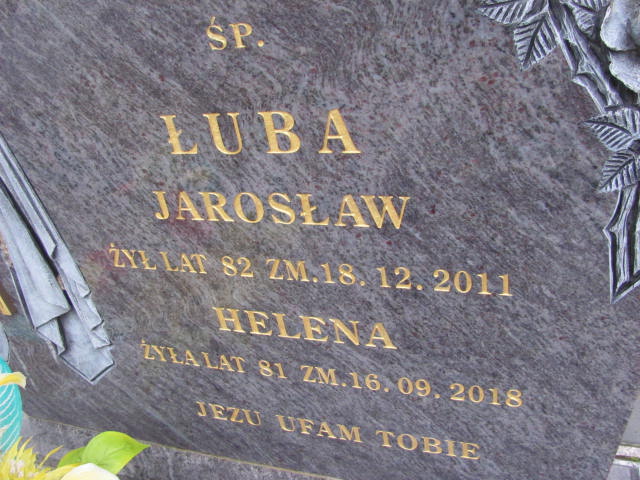 ŚP.
ŁUBA
JAROSŁAW
ŻYŁ LAT 82 ZM.18.12.2011
HELENA
ŻYŁA LAT 81 ZM.16.09.2018
JEZU UFAM TOBIE